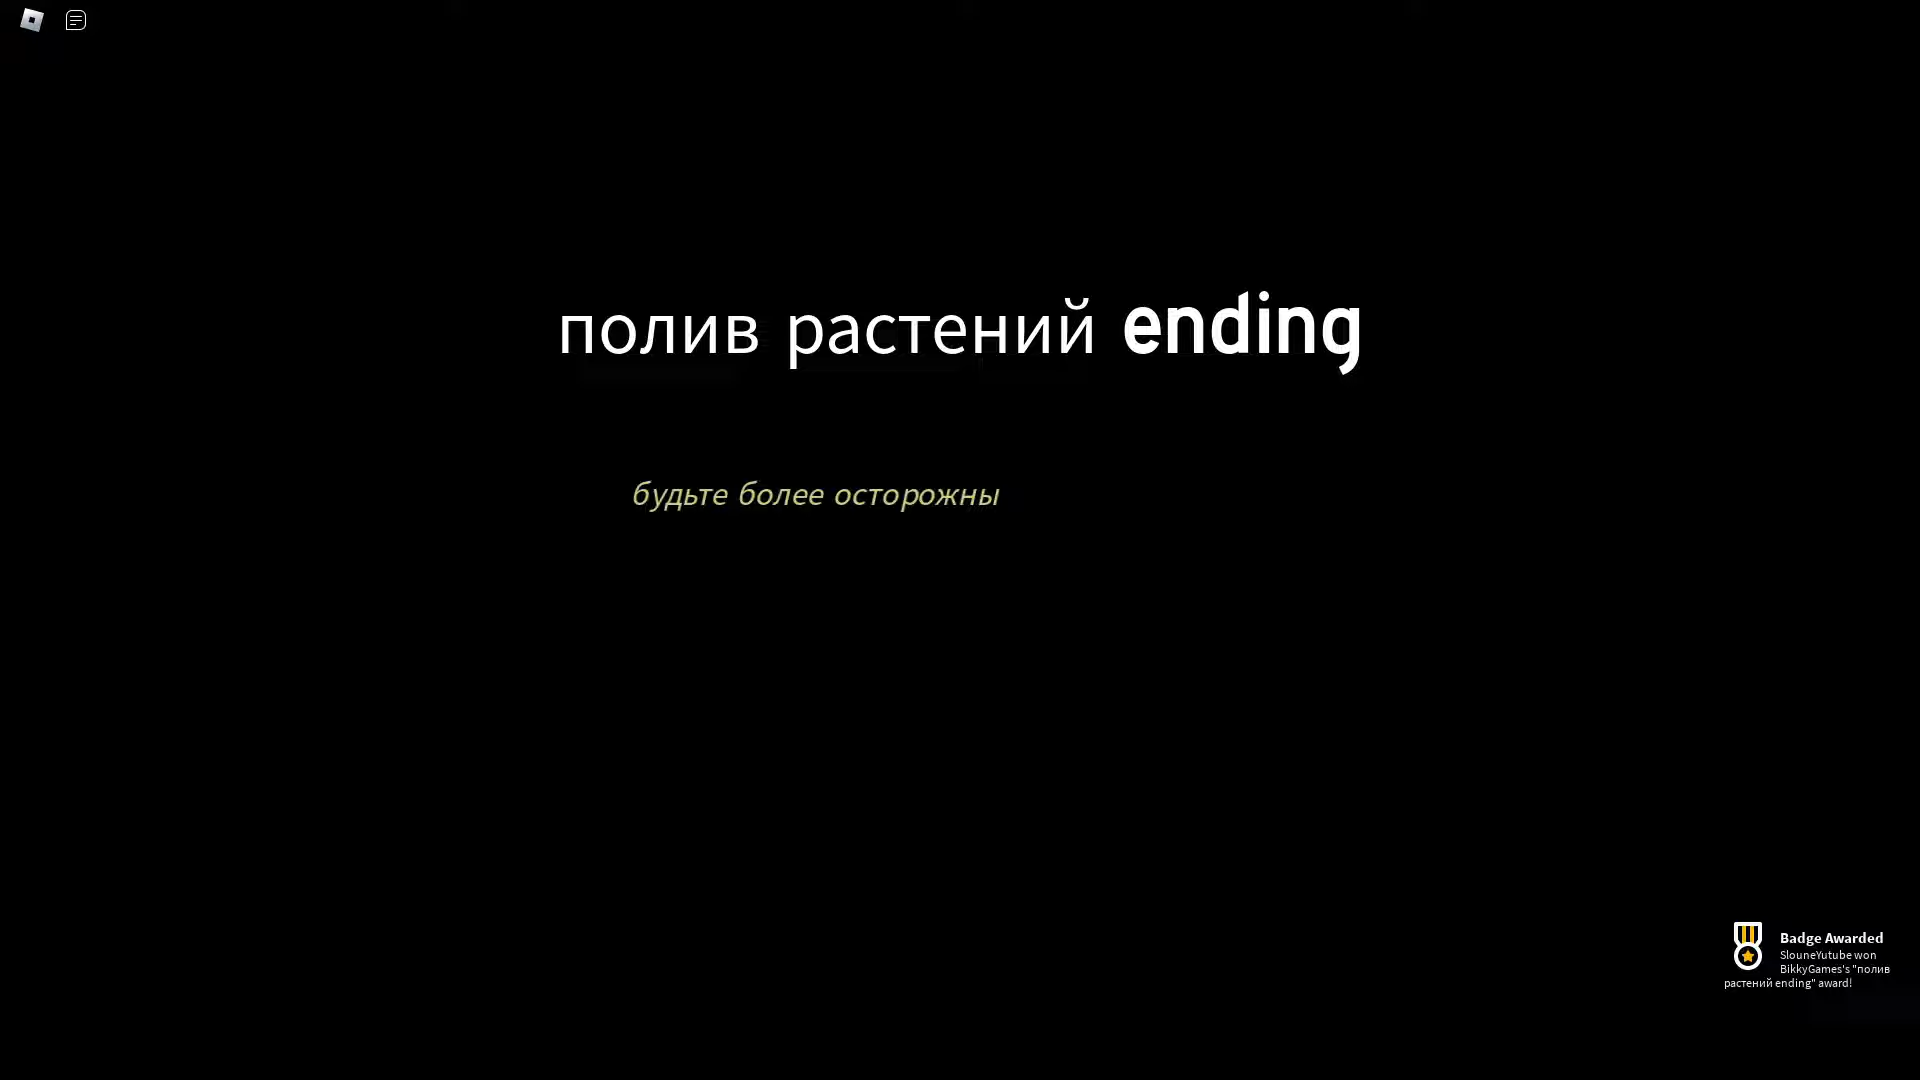 полив растений ending
будьте более осторожны
Badge Awarded
SlouneYutube won
BikkyGames's "полив
растений ending" award!